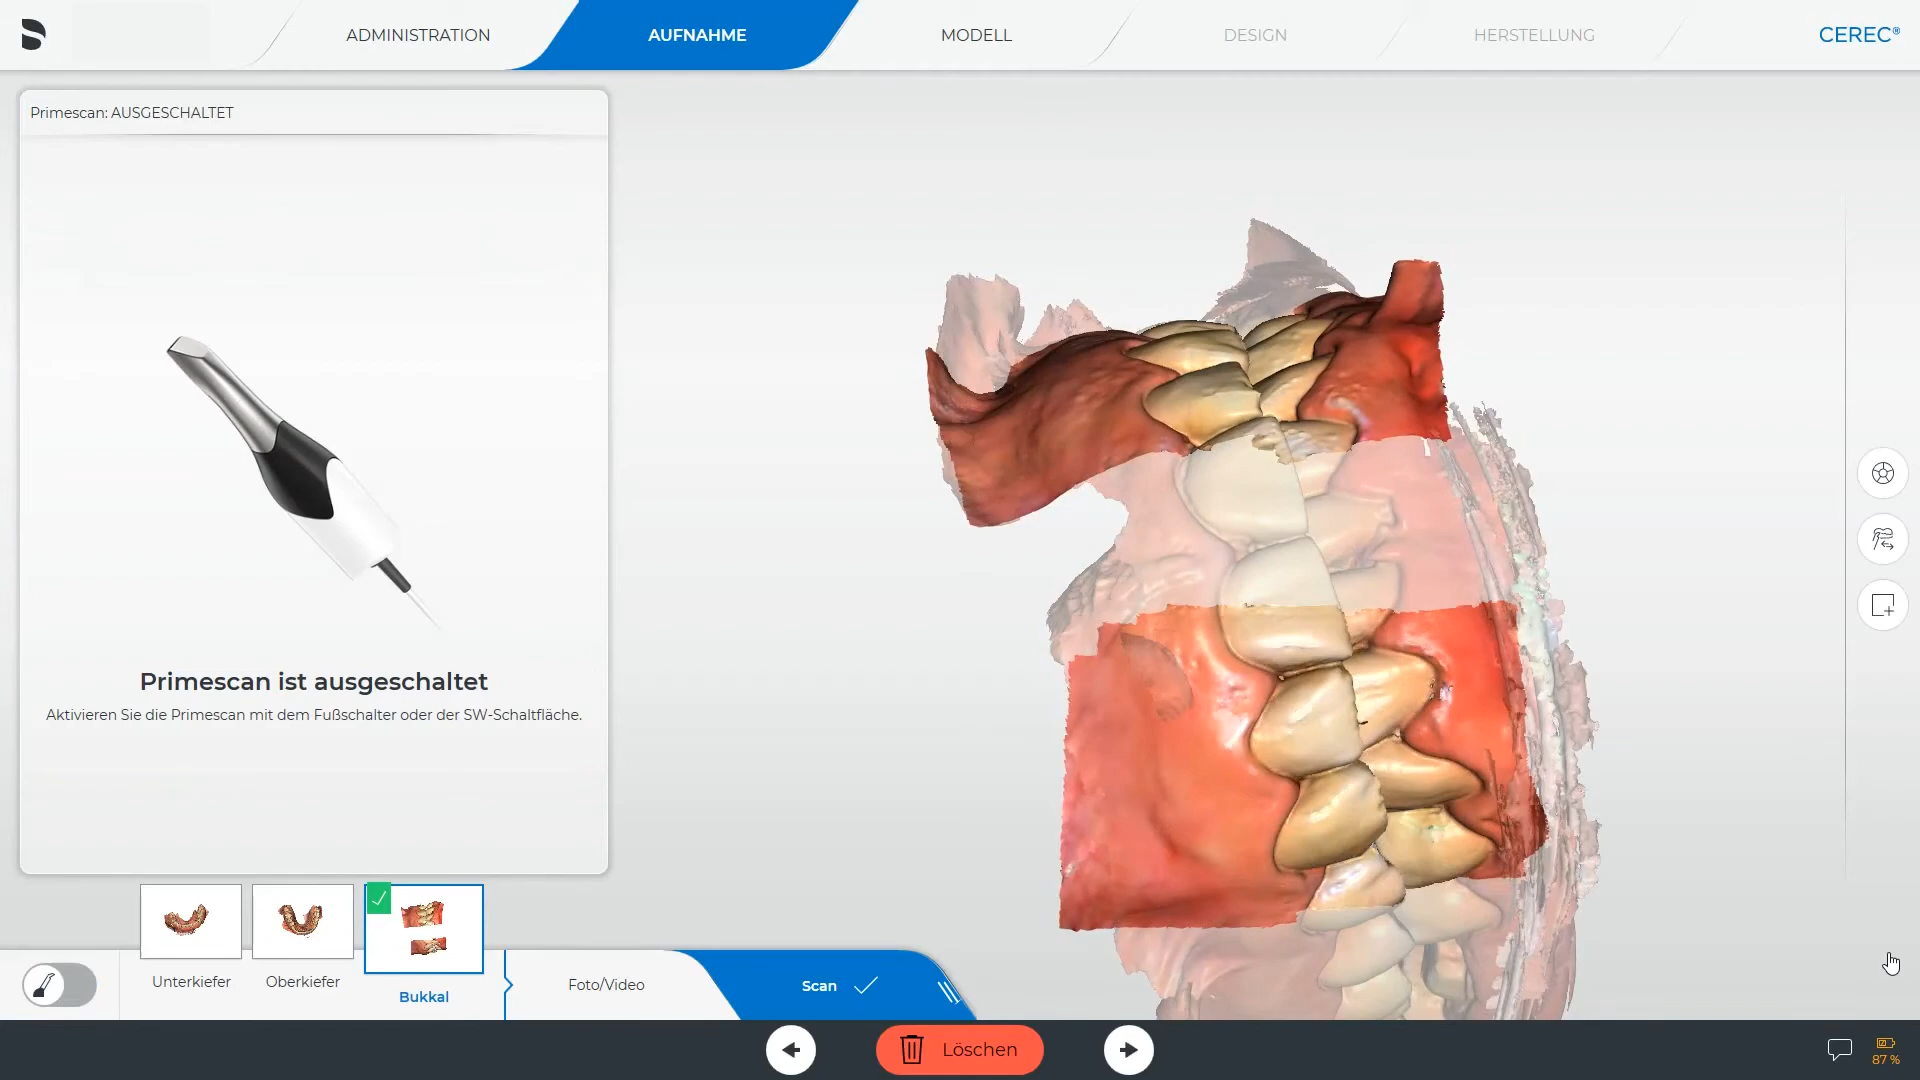 ADMINISTRATION
AUFNAHME
MODELL
DESIGN
HERSTELLUNG
CEREC®
Primescan: AUSGESCHALTET
Primescan ist ausgeschaltet
Aktivieren Sie die Primescan mit dem Fußschalter oder der SW-Schaltfläche.
Unterkiefer
Oberkiefer
Bukkal
Foto/Video
Scan
Löschen
87 %